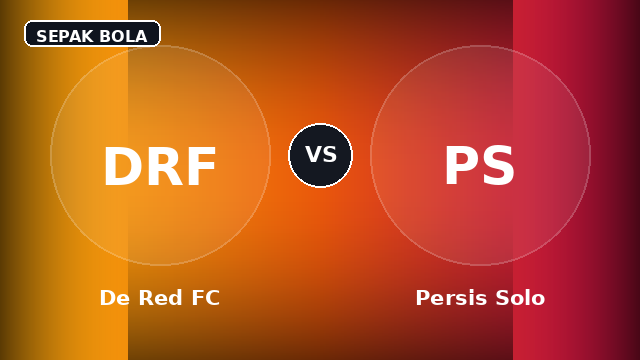 SEPAK BOLA
DRF
VS
PS
De Red FC
Persis Solo